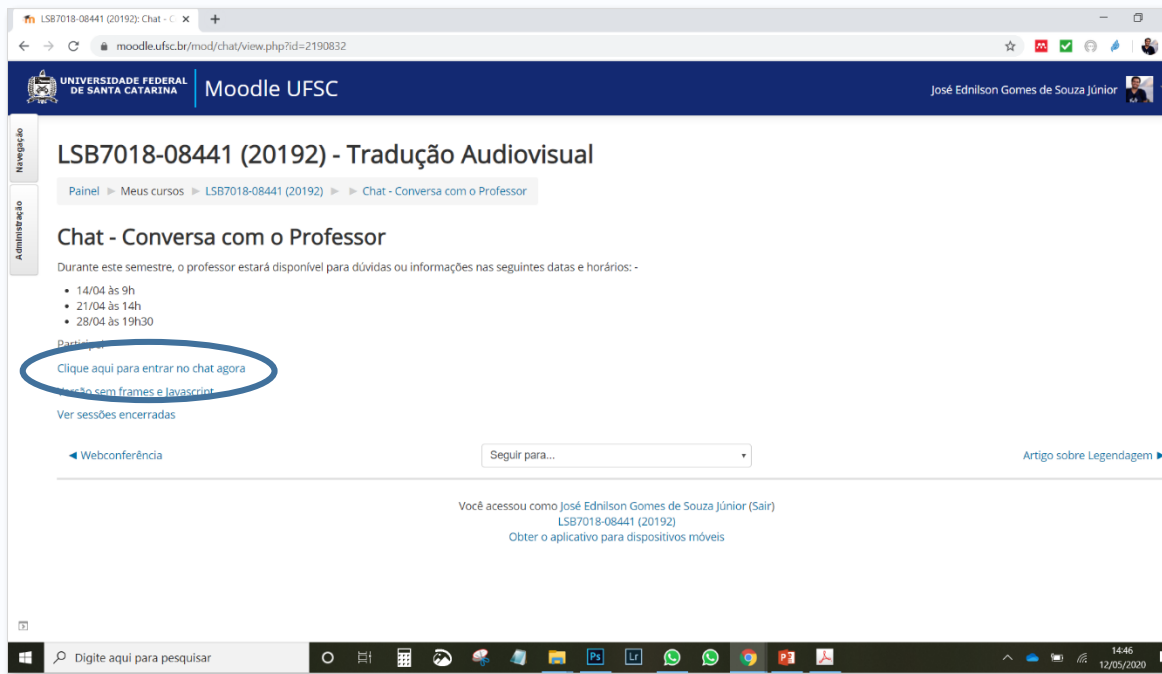 LSB7018-08441 (20192): Chat - C
moodle.ufsc.br/mod/chat/view.php?id=2190832
UNIVERSIDADE FEDERAL
DE SANTA CATARINA
Moodle UFSC
José Ednilson Gomes de Souza Júnior
Navegação
Administração
LSB7018-08441 (20192) - Tradução Audiovisual
Painel ▶ Meus cursos ▶ LSB7018-08441 (20192) ▶ ▶ Chat - Conversa com o Professor
Chat - Conversa com o Professor
Durante este semestre, o professor estará disponível para dúvidas ou informações nas seguintes datas e horários: -
• 14/04 às 9h
• 21/04 às 14h
• 28/04 às 19h30
Clique aqui para entrar no chat agora
Versão sem frames e Javascript
Ver sessões encerradas
◀ Webconferência
Seguir para...
Artigo sobre Legendagem ▶
Você acessou como José Ednilson Gomes de Souza Júnior (Sair)
LSB7018-08441 (20192)
Obter o aplicativo para dispositivos móveis
Digite aqui para pesquisar
Ps
Lr
14:46
12/05/2020